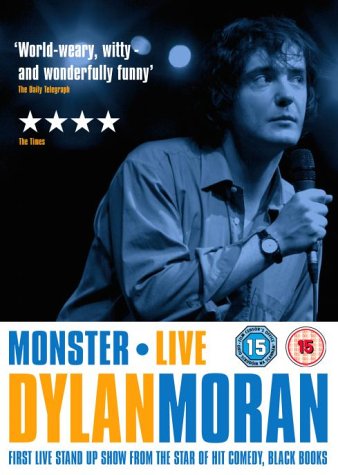 ‘World-weary, witty -
and wonderfully funny’
The Daily Telegraph
The Times
MONSTER • LIVE
15
15
DYLANMORAN
FIRST LIVE STAND UP SHOW FROM THE STAR OF HIT COMEDY, BLACK BOOKS